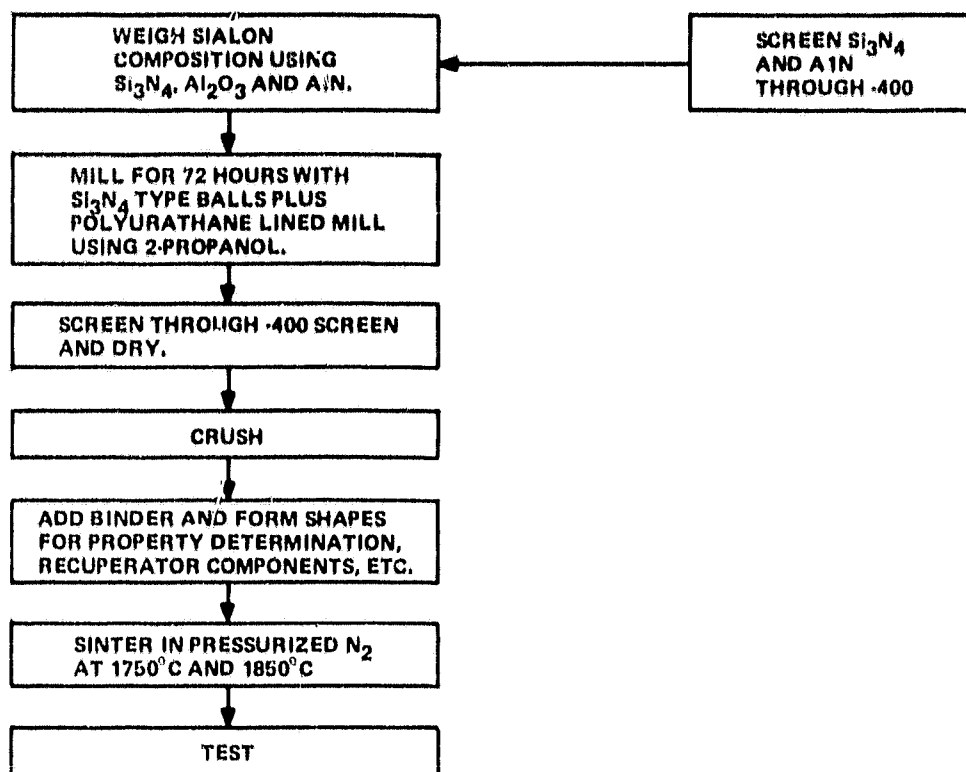 WEIGH SIALON
COMPOSITION USING
Si₃N₄, Al₂O₃ AND AlN.
SCREEN Si₃N₄
AND AlN
THROUGH -400
MILL FOR 72 HOURS WITH
Si₃N₄ TYPE BALLS PLUS
POLYURATHANE LINED MILL
USING 2-PROPANOL.
SCREEN THROUGH -400 SCREEN
AND DRY.
CRUSH
ADD BINDER AND FORM SHAPES
FOR PROPERTY DETERMINATION,
RECUPERATOR COMPONENTS, ETC.
SINTER IN PRESSURIZED N₂
AT 1750°C AND 1850°C
TEST